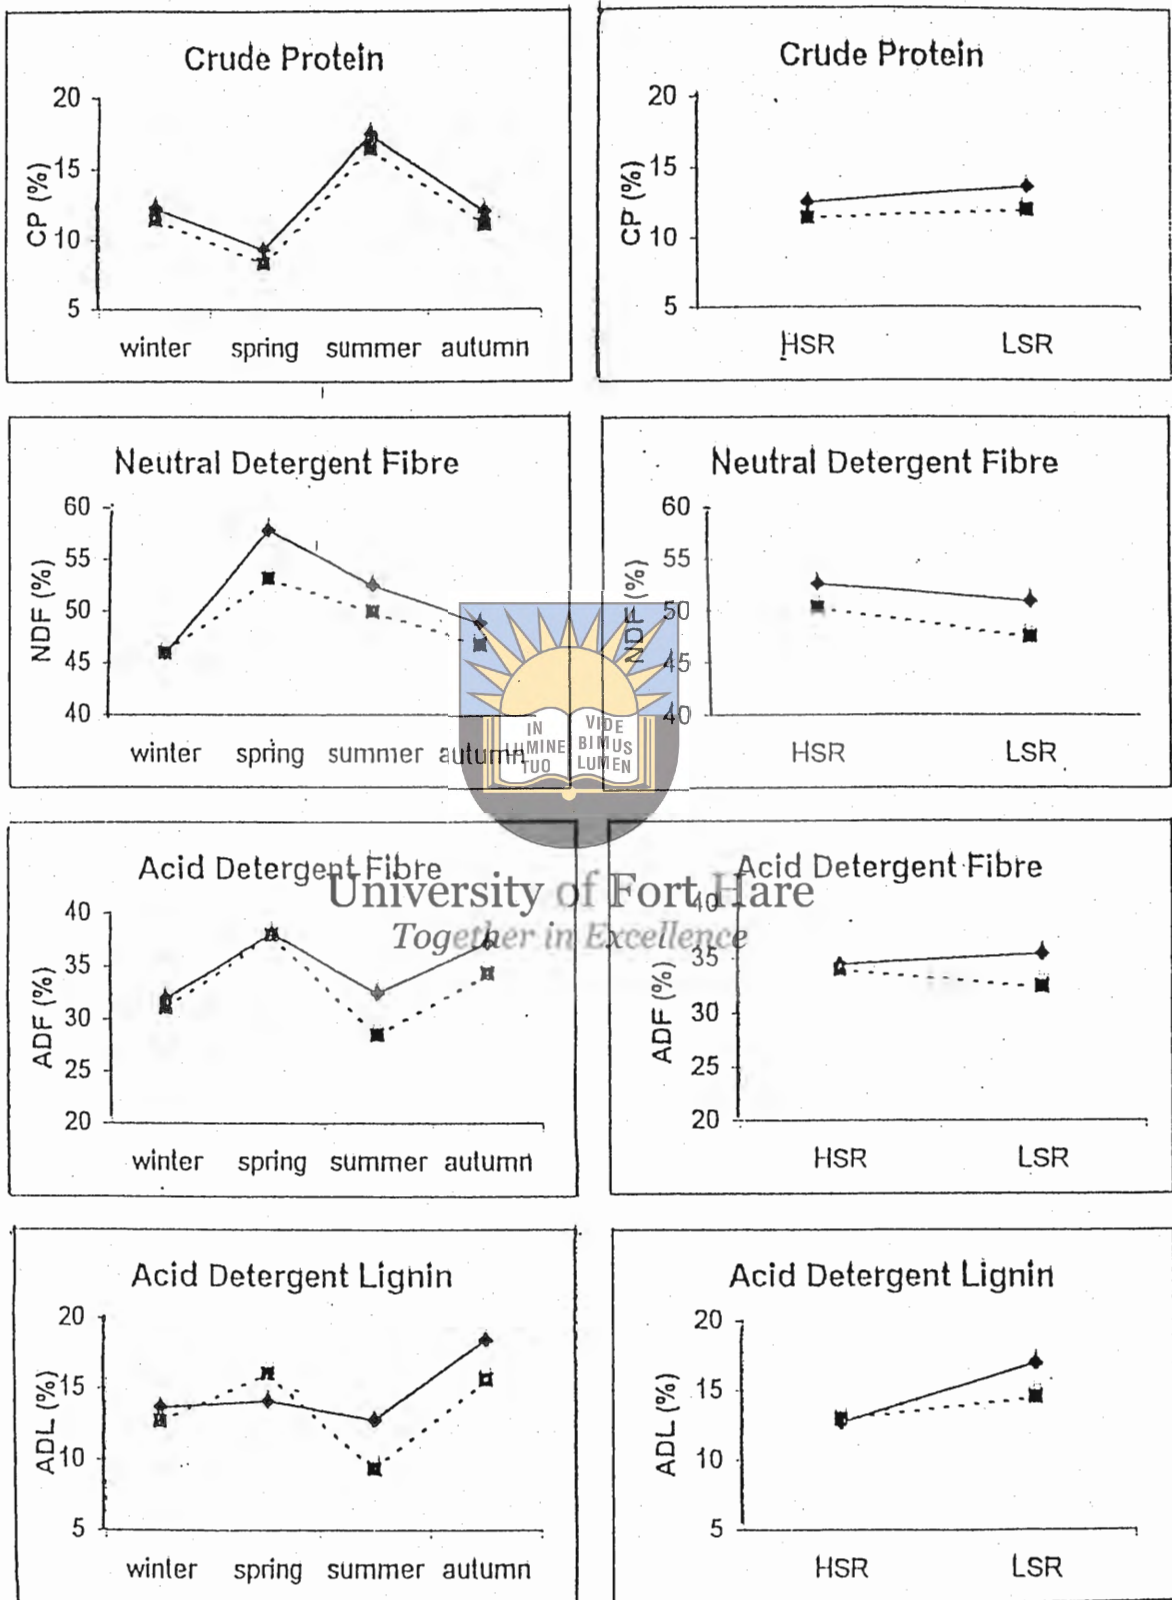 Crude Protein
20
15
10
5
CP (%)
winter spring summer autumn
Crude Protein
20
15
10
5
CP (%)
HSR LSR
Neutral Detergent Fibre
60
55
50
45
40
NDF (%)
winter spring summer autumn
Neutral Detergent Fibre
60
55
50
45
40
NDF (%)
HSR LSR
IN
LUMINE
TUO
VIDE
BIMUS
LUMEN
University of Fort Hare
Together in Excellence
Acid Detergent Fibre
40
35
30
25
20
ADF (%)
winter spring summer autumn
Acid Detergent Fibre
40
35
30
25
20
ADF (%)
HSR LSR
Acid Detergent Lignin
20
15
10
5
ADL (%)
winter spring summer autumn
Acid Detergent Lignin
20
15
10
5
ADL (%)
HSR LSR